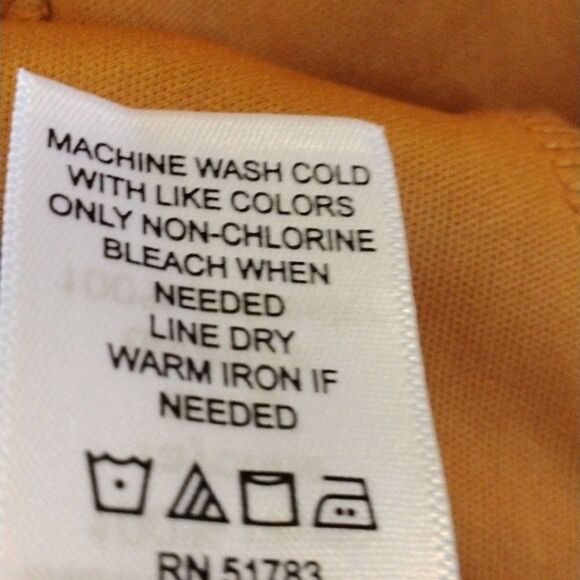 MACHINE WASH COLD
WITH LIKE COLORS
ONLY NON-CHLORINE
BLEACH WHEN
NEEDED
LINE DRY
WARM IRON IF
NEEDED
RN 51783